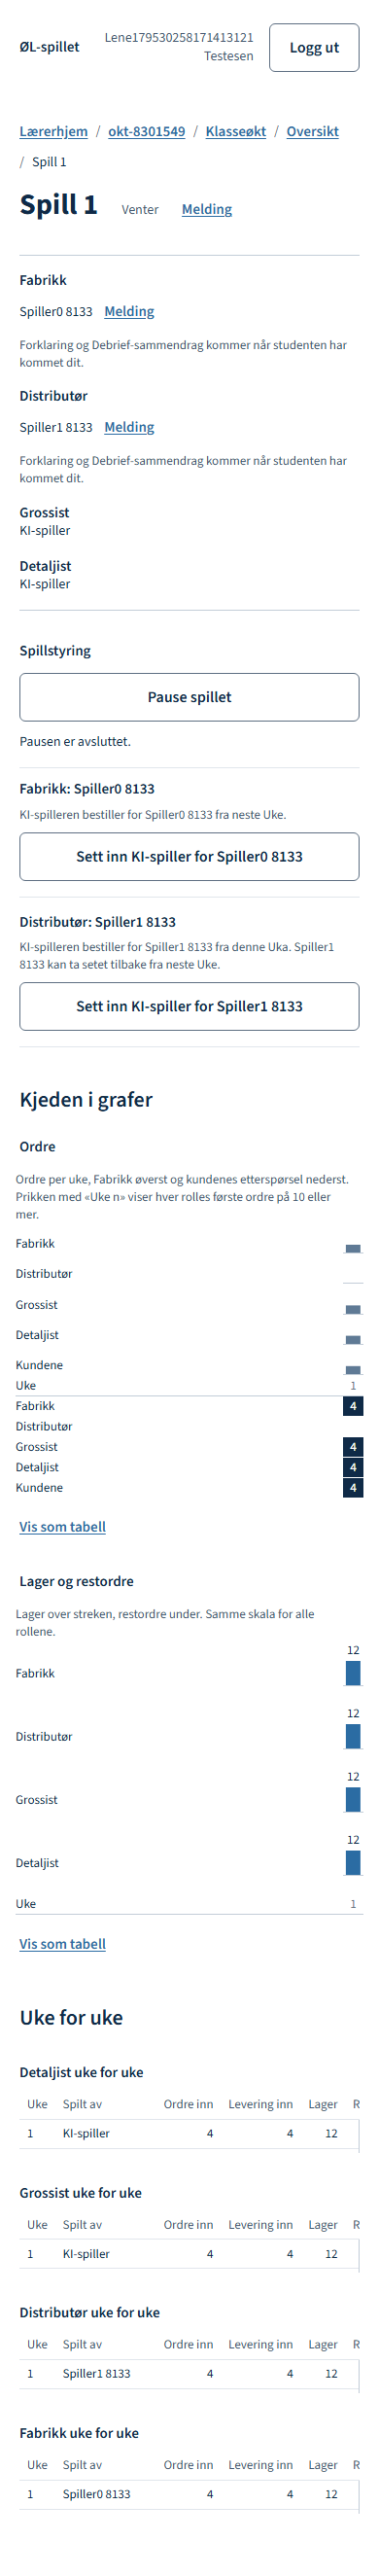 ØL-spillet
Lene179530258171413121
Testesen
Logg ut
Lærerhjem / okt-8301549 / Klasseøkt / Oversikt
/ Spill 1
Spill 1 Venter Melding
Fabrikk
Spiller0 8133 Melding
Forklaring og Debrief-sammendrag kommer når studenten har
kommet dit.
Distributør
Spiller1 8133 Melding
Forklaring og Debrief-sammendrag kommer når studenten har
kommet dit.
Grossist
KI-spiller
Detaljist
KI-spiller
Spillstyring
Pause spillet
Pausen er avsluttet.
Fabrikk: Spiller0 8133
KI-spilleren bestiller for Spiller0 8133 fra neste Uke.
Sett inn KI-spiller for Spiller0 8133
Distributør: Spiller1 8133
KI-spilleren bestiller for Spiller1 8133 fra denne Uka. Spiller1
8133 kan ta setet tilbake fra neste Uke.
Sett inn KI-spiller for Spiller1 8133
Kjeden i grafer
Ordre
Ordre per uke, Fabrikk øverst og kundenes etterspørsel nederst.
Prikken med «Uke n» viser hver rolles første ordre på 10 eller
mer.
Fabrikk
Distributør
Grossist
Detaljist
Kundene
Uke 1
Fabrikk 4
Distributør
Grossist 4
Detaljist 4
Kundene 4
Vis som tabell
Lager og restordre
Lager over streken, restordre under. Samme skala for alle
rollene.
12
Fabrikk
12
Distributør
12
Grossist
12
Detaljist
Uke 1
Vis som tabell
Uke for uke
Detaljist uke for uke
Uke Spilt av Ordre inn Levering inn Lager R
1 KI-spiller 4 4 12
Grossist uke for uke
Uke Spilt av Ordre inn Levering inn Lager R
1 KI-spiller 4 4 12
Distributør uke for uke
Uke Spilt av Ordre inn Levering inn Lager R
1 Spiller1 8133 4 4 12
Fabrikk uke for uke
Uke Spilt av Ordre inn Levering inn Lager R
1 Spiller0 8133 4 4 12